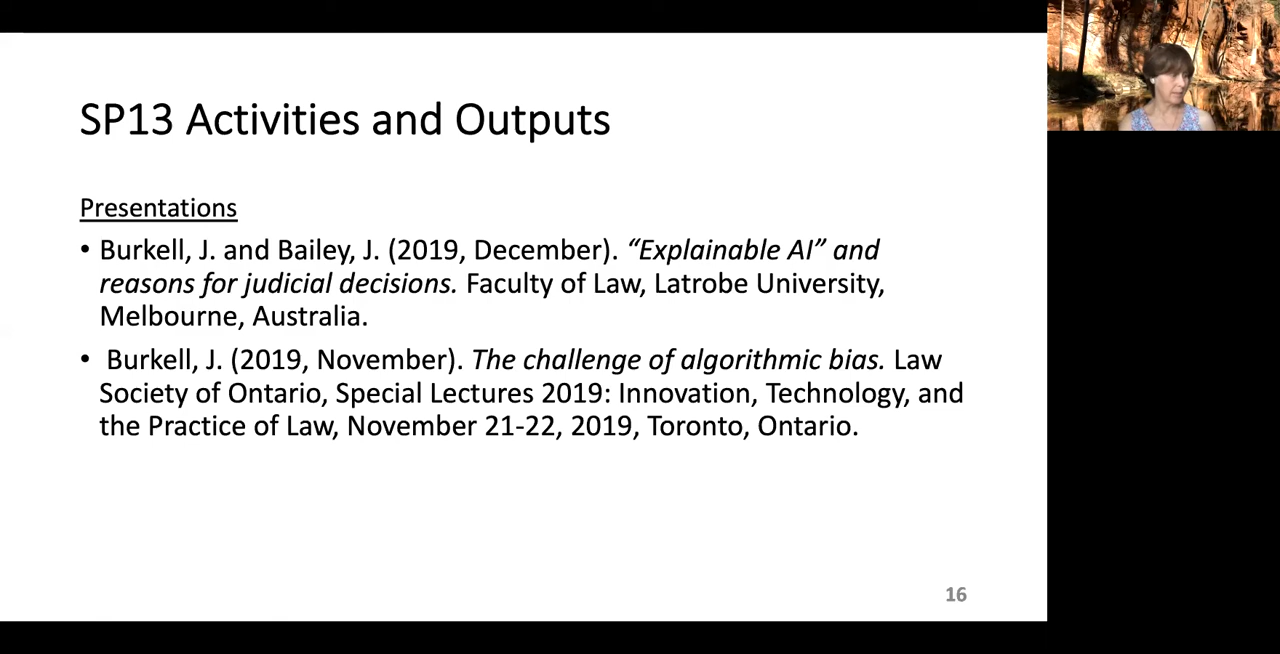 SP13 Activities and Outputs
Presentations
• Burkell, J. and Bailey, J. (2019, December). “Explainable AI” and
reasons for judicial decisions. Faculty of Law, Latrobe University,
Melbourne, Australia.
• Burkell, J. (2019, November). The challenge of algorithmic bias. Law
Society of Ontario, Special Lectures 2019: Innovation, Technology, and
the Practice of Law, November 21-22, 2019, Toronto, Ontario.
16